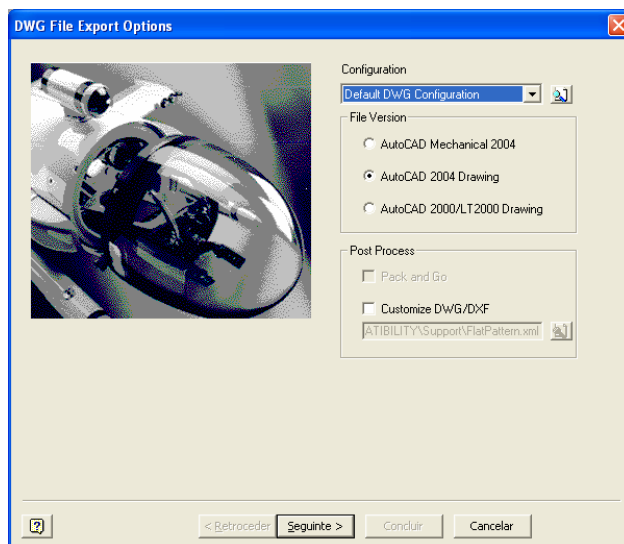 DWG File Export Options
Configuration
Default DWG Configuration
File Version
AutoCAD Mechanical 2004
AutoCAD 2004 Drawing
AutoCAD 2000/LT2000 Drawing
Post Process
Pack and Go
Customize DWG/DXF
ATIBILITY\Support\FlatPattern.xml
< Retroceder Seguinte > Concluir Cancelar